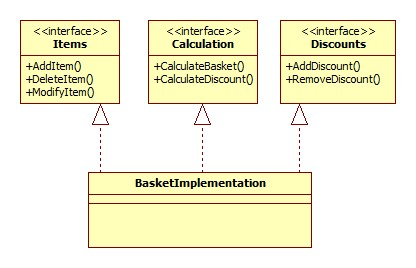 <<interface>>
Items
+AddItem()
+DeleteItem()
+ModifyItem()
<<interface>>
Calculation
+CalculateBasket()
+CalculateDiscount()
<<interface>>
Discounts
+AddDiscount()
+RemoveDiscount()
BasketImplementation